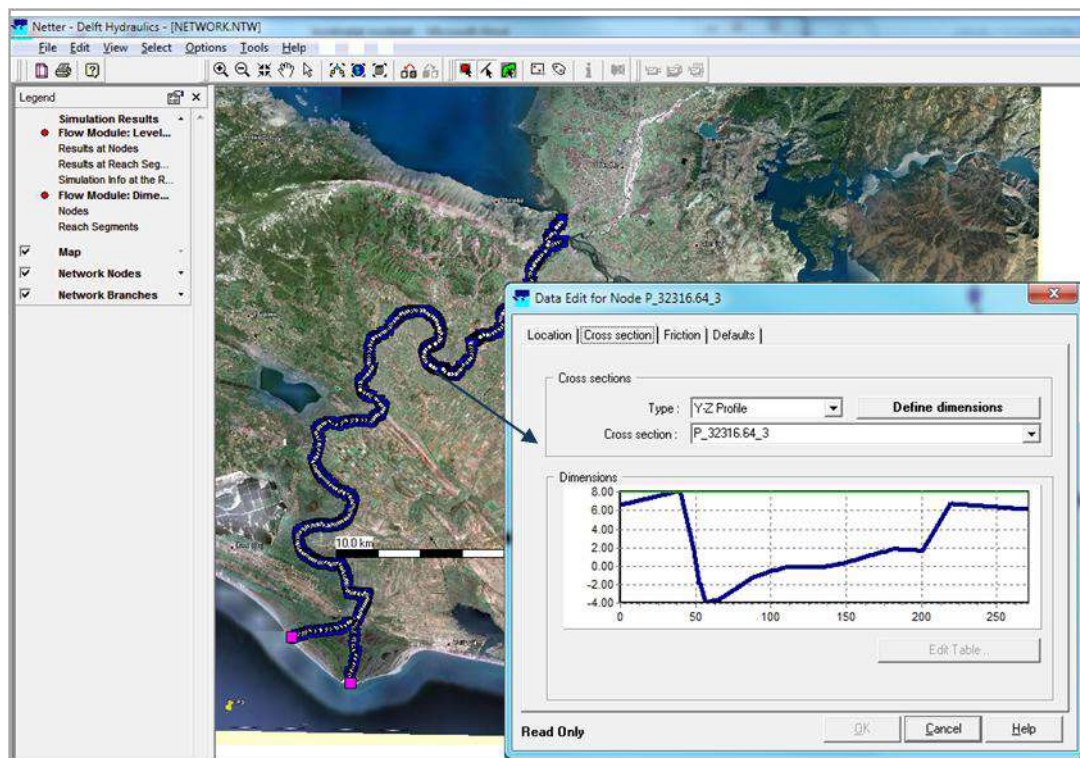 Netter - Delft Hydraulics - [NETWORK.NTW]
File Edit View Select Options Tools Help
Legend
Simulation Results
Flow Module: Level...
Results at Nodes
Results at Reach Seg...
Simulation Info at the R...
Flow Module: Dime...
Nodes
Reach Segments
Map
Network Nodes
Network Branches
10.0 km
Data Edit for Node P_32316.64_3
Location Cross section Friction Defaults
Cross sections
Type : Y-Z Profile Define dimensions
Cross section : P_32316.64_3
Dimensions
8.00
6.00
4.00
2.00
0.00
-2.00
-4.00
0 50 100 150 200 250
Edit Table ..
Read Only OK Cancel Help